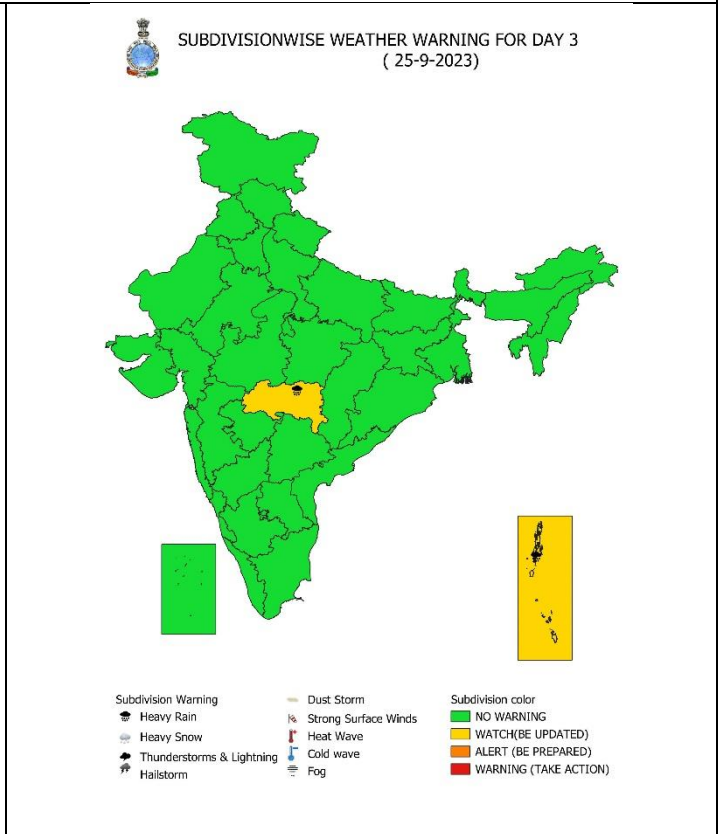 SUBDIVISIONWISE WEATHER WARNING FOR DAY 3
( 25-9-2023)
Subdivision Warning
Heavy Rain
Heavy Snow
Thunderstorms & Lightning
Hailstorm
Dust Storm
Strong Surface Winds
Heat Wave
Cold wave
Fog
Subdivision color
NO WARNING
WATCH(BE UPDATED)
ALERT (BE PREPARED)
WARNING (TAKE ACTION)